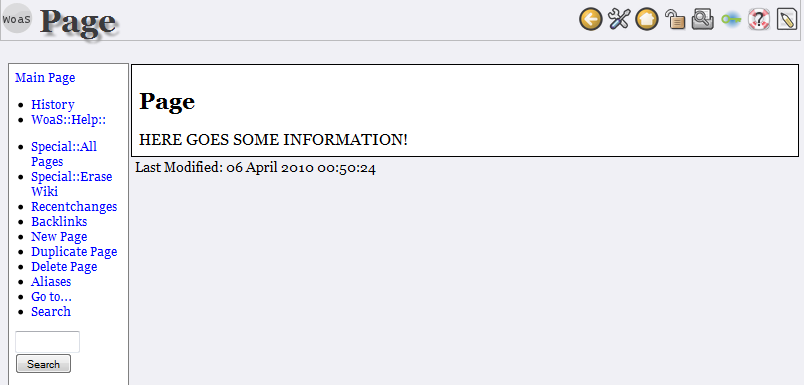 WoaS
Page
Main Page
History
WoaS::Help::
Special::All
Pages
Special::Erase
Wiki
Recentchanges
Backlinks
New Page
Duplicate Page
Delete Page
Aliases
Go to...
Search
Search
Page
HERE GOES SOME INFORMATION!
Last Modified: 06 April 2010 00:50:24